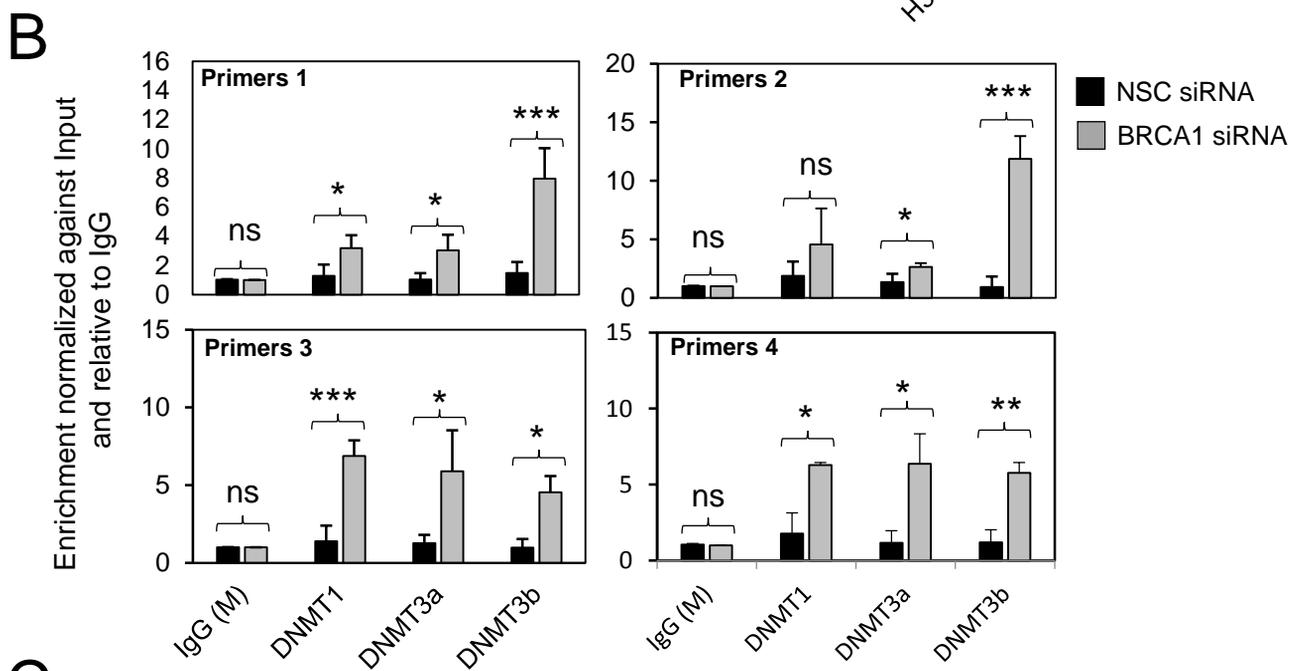 H3
B
Enrichment normalized against Input
and relative to IgG
Primers 1
16
14
12
10
8
6
4
2
0
ns
*
*
***
Primers 2
20
15
10
5
0
ns
ns
*
***
NSC siRNA
BRCA1 siRNA
Primers 3
15
10
5
0
ns
***
*
*
IgG (M)
DNMT1
DNMT3a
DNMT3b
Primers 4
15
10
5
0
ns
*
*
**
IgG (M)
DNMT1
DNMT3a
DNMT3b